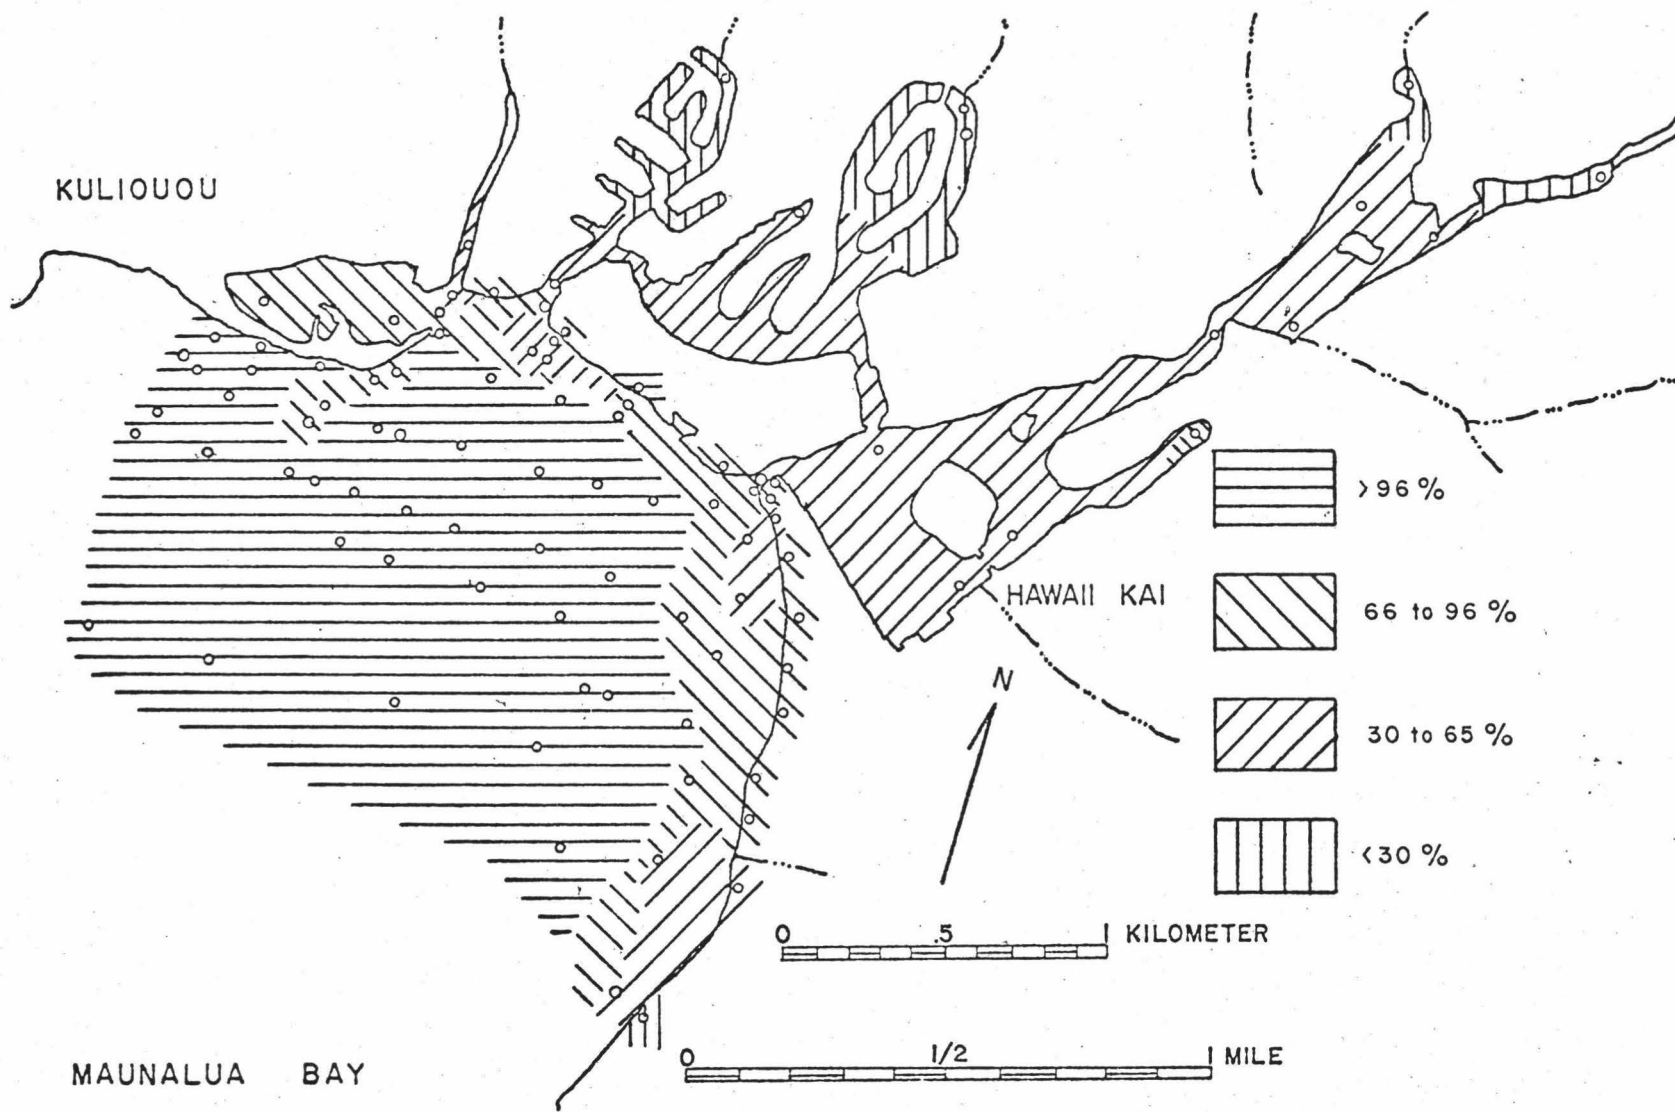 KULIOUOU
>96 %
66 to 96 %
HAWAII KAI
N
30 to 65 %
<30 %
0 .5 1 KILOMETER
0 1/2 1 MILE
MAUNALUA BAY